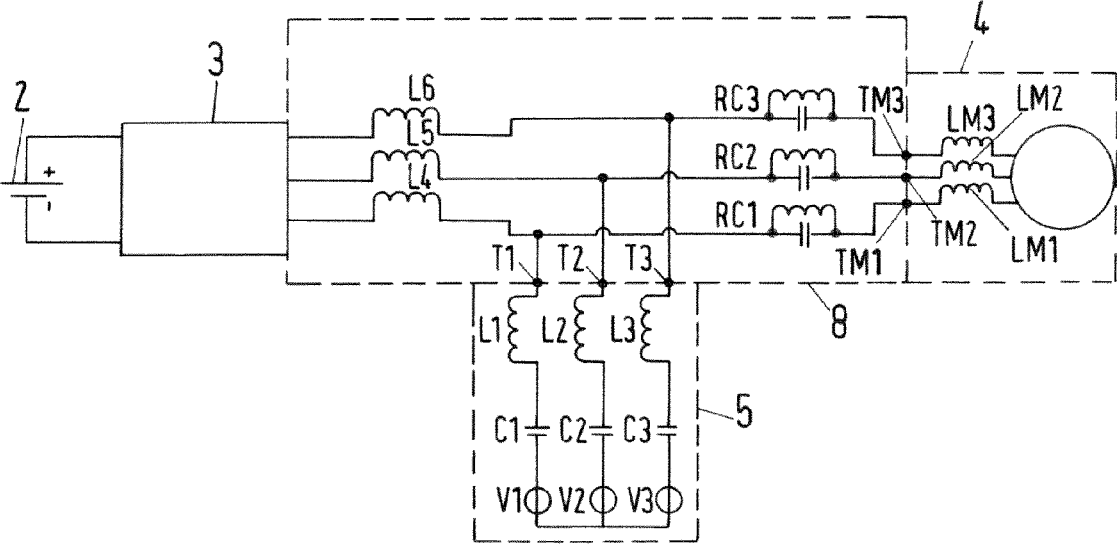 4
3
2
L6
RC3
TM3
LM2
LM3
L5
+
RC2
L4
-
RC1
TM2
TM1
LM1
T1 T2 T3
8
L1 L2 L3
5
C1 C2 C3
V1 V2 V3